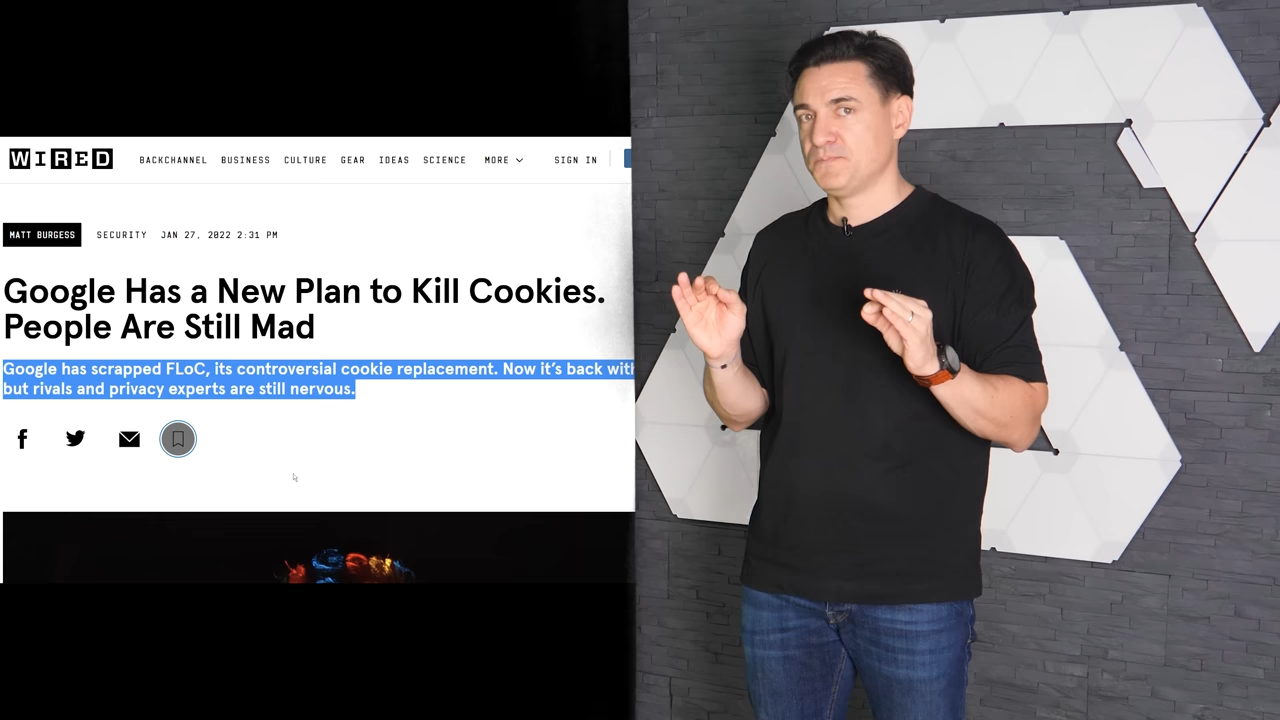 WIRED
BACKCHANNEL BUSINESS CULTURE GEAR IDEAS SCIENCE MORE SIGN IN
MATT BURGESS SECURITY JAN 27, 2022 2:31 PM
Google Has a New Plan to Kill Cookies.
People Are Still Mad
Google has scrapped FLoC, its controversial cookie replacement. Now it's back with
but rivals and privacy experts are still nervous.